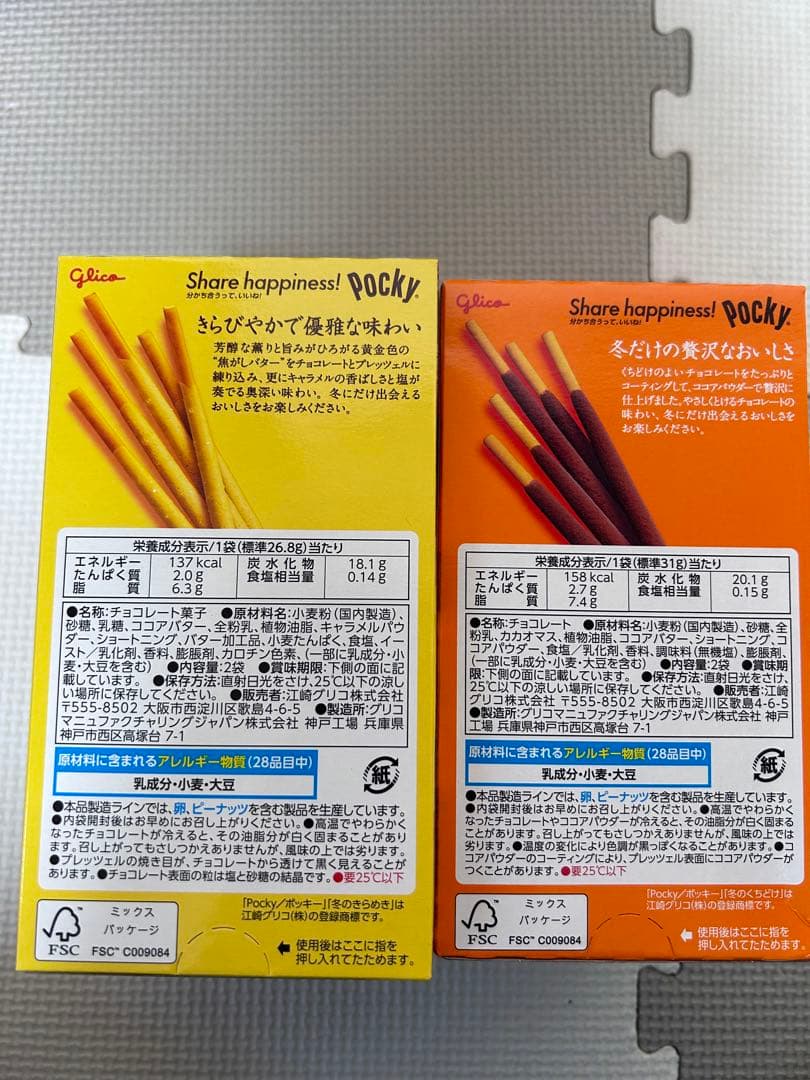 Glico
Share happiness! Pocky
分かち合うって、いいね!
きらびやかで優雅な味わい
芳醇な薫りと旨みがひろがる黄金色の
“焦がしバター”をチョコレートとプレッツェルに
練り込み、更にキャラメルの香ばしさと塩が
奏でる奥深い味わい。冬にだけ出会える
おいしさをお楽しみください。
栄養成分表示/1袋(標準26.8g)当たり
エネルギー 137kcal 炭水化物 18.1g
たんぱく質 2.0g 食塩相当量 0.14g
脂質 6.3g
●名称:チョコレート菓子 ●原材料名:小麦粉(国内製造)、
砂糖、乳糖、ココアバター、全粉乳、植物油脂、キャラメルパウ
ダー、ショートニング、バター加工品、小麦たんぱく、食塩、イー
スト/乳化剤、香料、膨脹剤、カロチン色素、(一部に乳成分・小
麦・大豆を含む) ●内容量:2袋 ●賞味期限:下側の面に記
載しています。 ●保存方法:直射日光をさけ、25℃以下の涼し
い場所に保存してください。 ●販売者:江崎グリコ株式会社
〒555-8502 大阪市西淀川区歌島4-6-5 ●製造所:グリコ
マニュファクチャリングジャパン株式会社 神戸工場 兵庫県
神戸市西区高塚台 7-1
原材料に含まれるアレルギー物質(28品目中)
乳成分・小麦・大豆
紙
●本品製造ラインでは、卵、ピーナッツを含む製品を生産しています。
●内袋開封後はお早めにお召し上がりください。●高温でやわらかく
なったチョコレートが冷えると、その油脂分が白く固まることがあり
ます。召し上がってもさしつかえありませんが、風味の上では劣ります。
●プレッツェルの焼き目が、チョコレートから透けて黒く見えることが
あります。●チョコレート表面の粒は塩と砂糖の結晶です。●要25℃以下
「Pocky/ポッキー」「冬のきらめき」は
江崎グリコ(株)の登録商標です。
ミックス
パッケージ
FSC FSC™ C009084
使用後はここに指を
押し入れてたためます。
Glico
Share happiness! Pocky
分かち合うって、いいね!
冬だけの贅沢なおいしさ
くちどけのよいチョコレートをたっぷりと
コーティングして、ココアパウダーで贅沢に
仕上げました。やさしくとけるチョコレートの
味わい、冬にだけ出会えるおいしさを
お楽しみください。
栄養成分表示/1袋(標準31g)当たり
エネルギー 158kcal 炭水化物 20.1g
たんぱく質 2.7g 食塩相当量 0.15g
脂質 7.4g
●名称:チョコレート ●原材料名:小麦粉(国内製造)、砂糖、全
粉乳、カカオマス、植物油脂、ココアバター、ショートニング、コ
コアパウダー、食塩/乳化剤、香料、調味料(無機塩)、膨脹剤、
(一部に乳成分・小麦・大豆を含む) ●内容量:2袋 ●賞味期
限:下側の面に記載しています。 ●保存方法:直射日光をさけ、
25℃以下の涼しい場所に保存してください。 ●販売者:江崎
グリコ株式会社 〒555-8502 大阪市西淀川区歌島4-6-5
●製造所:グリコマニュファクチャリングジャパン株式会社 神戸
工場 兵庫県神戸市西区高塚台 7-1
原材料に含まれるアレルギー物質(28品目中)
乳成分・小麦・大豆
紙
●本品製造ラインでは、卵、ピーナッツを含む製品を生産しています。
●内袋開封後はお早めにお召し上がりください。●高温でやわらかく
なったチョコレートやココアパウダーが冷えると、その油脂分が白く固まる
ことがあります。召し上がってもさしつかえありませんが、風味の上では
劣ります。●温度の変化により色調が黒っぽくなることがあります。●コ
コアパウダーのコーティングにより、プレッツェル表面にココアパウダーが
つくことがあります。●要25℃以下
「Pocky/ポッキー」「冬のくちどけ」は
江崎グリコ(株)の登録商標です。
ミックス
パッケージ
FSC FSC™ C009084
使用後はここに指を
押し入れてたためます。